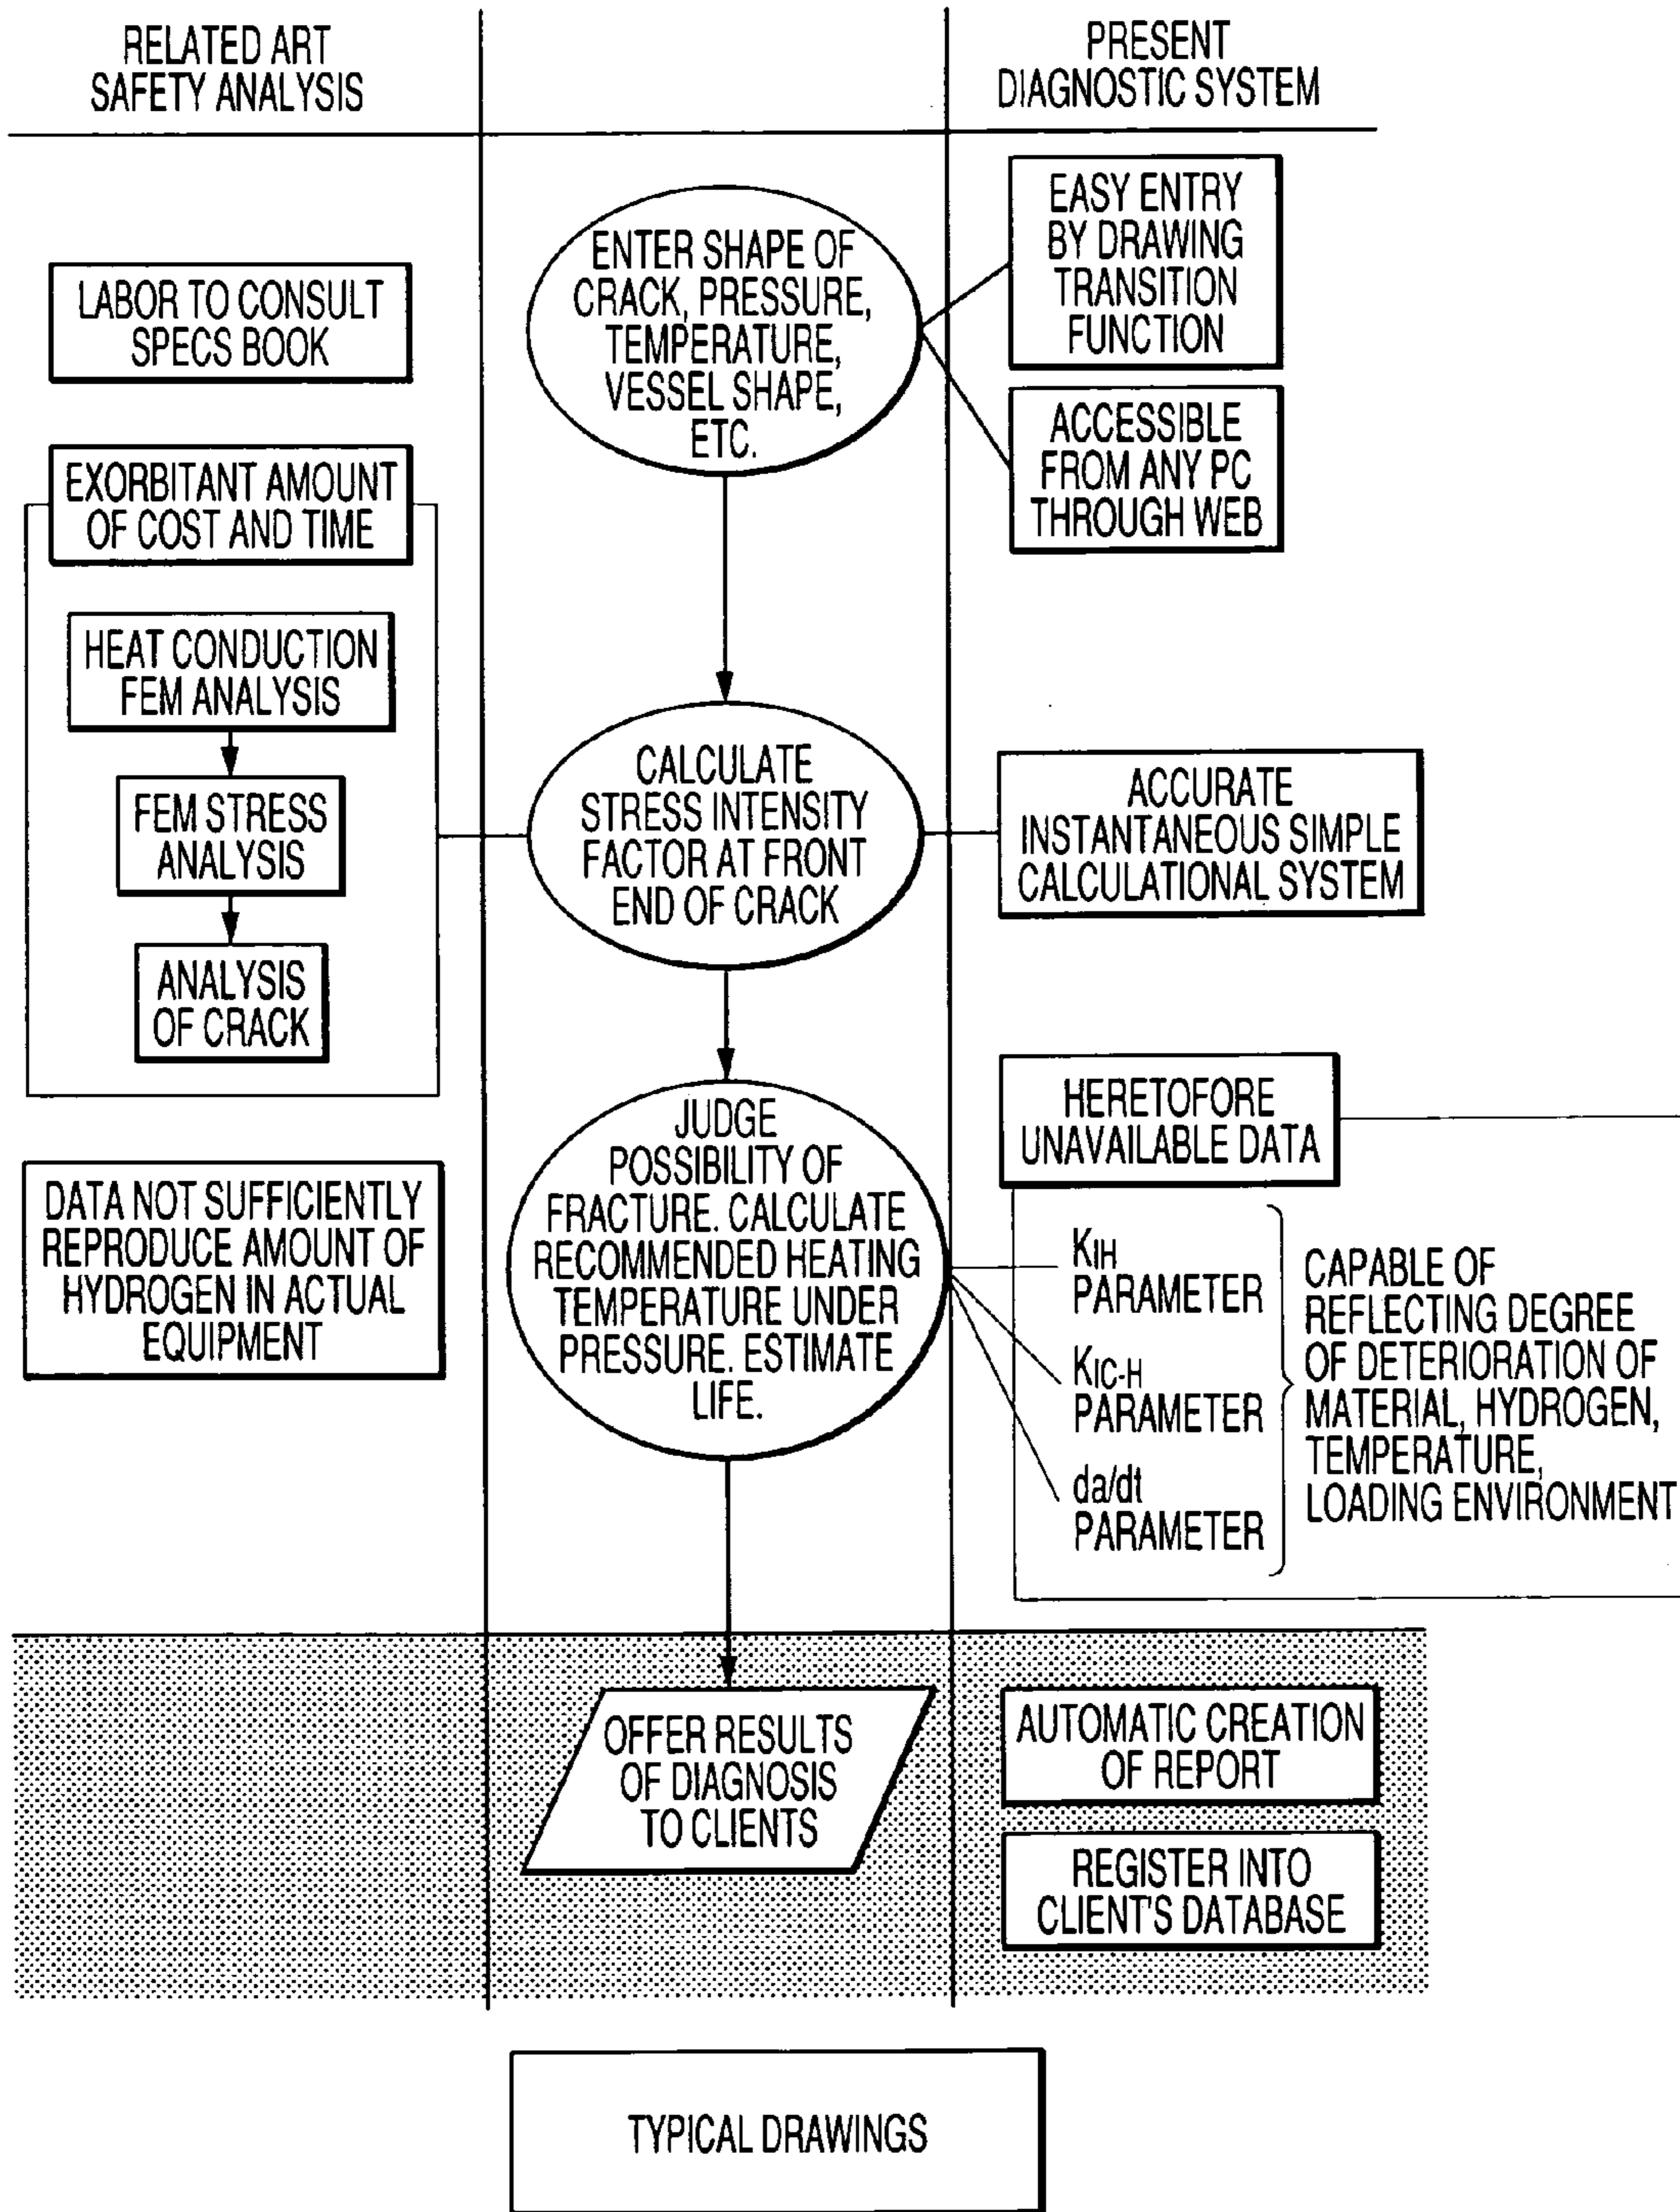 RELATED ART
SAFETY ANALYSIS
PRESENT
DIAGNOSTIC SYSTEM
LABOR TO CONSULT
SPECS BOOK
EXORBITANT AMOUNT
OF COST AND TIME
HEAT CONDUCTION
FEM ANALYSIS
FEM STRESS
ANALYSIS
ANALYSIS
OF CRACK
DATA NOT SUFFICIENTLY
REPRODUCE AMOUNT OF
HYDROGEN IN ACTUAL
EQUIPMENT
ENTER SHAPE OF
CRACK, PRESSURE,
TEMPERATURE,
VESSEL SHAPE,
ETC.
CALCULATE
STRESS INTENSITY
FACTOR AT FRONT
END OF CRACK
JUDGE
POSSIBILITY OF
FRACTURE. CALCULATE
RECOMMENDED HEATING
TEMPERATURE UNDER
PRESSURE. ESTIMATE
LIFE.
OFFER RESULTS
OF DIAGNOSIS
TO CLIENTS
EASY ENTRY
BY DRAWING
TRANSITION
FUNCTION
ACCESSIBLE
FROM ANY PC
THROUGH WEB
ACCURATE
INSTANTANEOUS SIMPLE
CALCULATIONAL SYSTEM
HERETOFORE
UNAVAILABLE DATA
KIH
PARAMETER
KIC-H
PARAMETER
da/dt
PARAMETER
CAPABLE OF
REFLECTING DEGREE
OF DETERIORATION OF
MATERIAL, HYDROGEN,
TEMPERATURE,
LOADING ENVIRONMENT
AUTOMATIC CREATION
OF REPORT
REGISTER INTO
CLIENT'S DATABASE
TYPICAL DRAWINGS